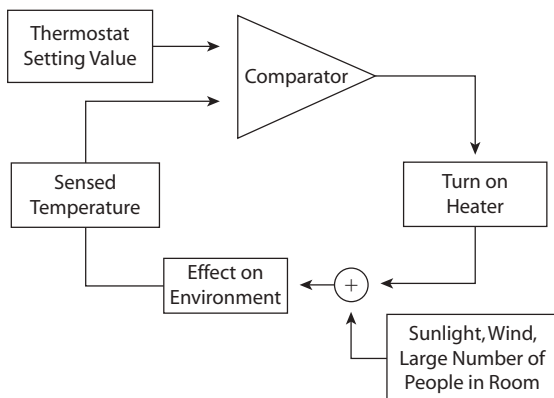 Thermostat
Setting Value
Comparator
Sensed
Temperature
Turn on
Heater
Effect on
Environment
+
Sunlight, Wind,
Large Number of
People in Room